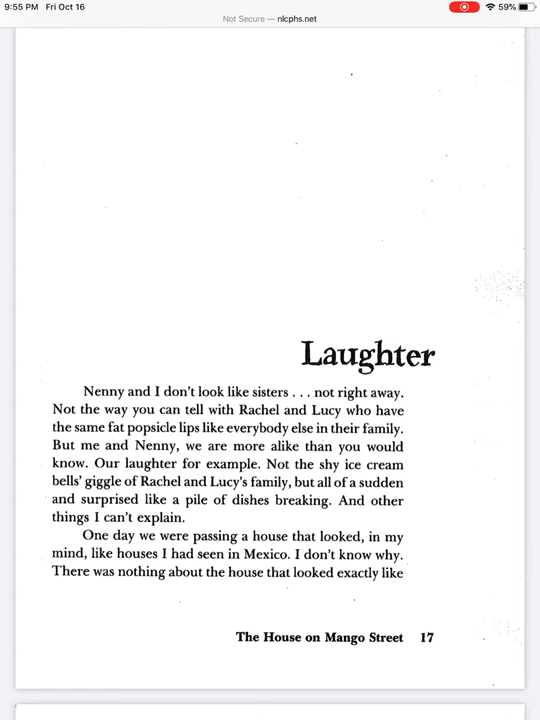 9:55 PM Fri Oct 16
59%
Not Secure — nlcphs.net
Laughter
Nenny and I don't look like sisters . . . not right away.
Not the way you can tell with Rachel and Lucy who have
the same fat popsicle lips like everybody else in their family.
But me and Nenny, we are more alike than you would
know. Our laughter for example. Not the shy ice cream
bells' giggle of Rachel and Lucy's family, but all of a sudden
and surprised like a pile of dishes breaking. And other
things I can't explain.
One day we were passing a house that looked, in my
mind, like houses I had seen in Mexico. I don't know why.
There was nothing about the house that looked exactly like
The House on Mango Street 17